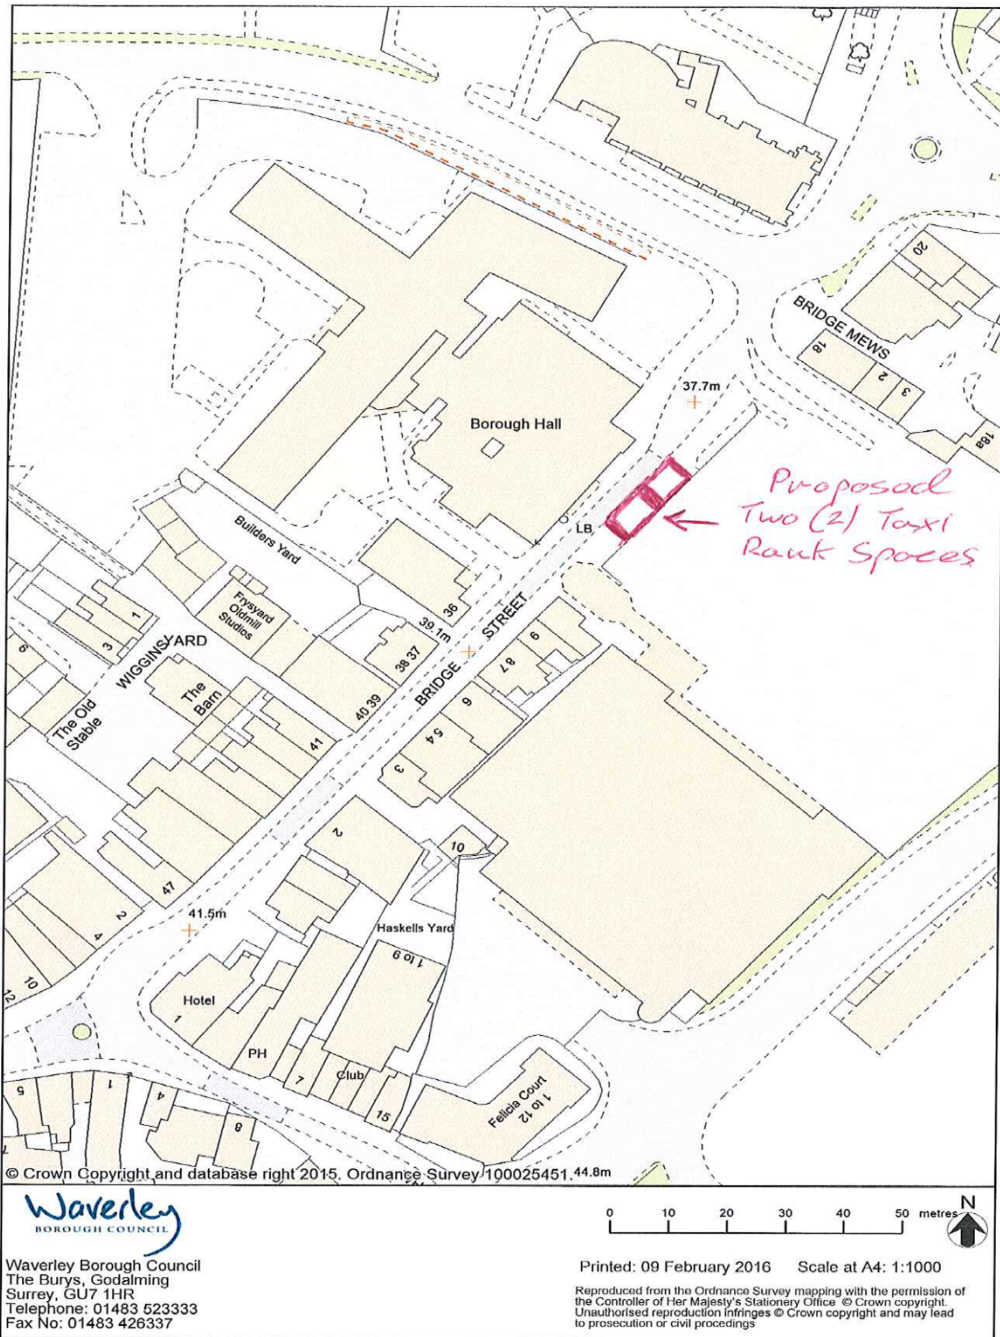 20
BRIDGE MEWS
1a
2
3
18a
37.7m
Borough Hall
Proposed
Two (2) Taxi
Rank Spaces
LB
Builders Yard
36
39.1m
Frysyard
Oldmill
Studios
1
3
WIGGINS YARD
38 37
BRIDGE STREET
9
8 7
6
The
Barn
The Old
Stable
40 39
6
5 4
3
41
2
10
47
41.5m
2
4
10
12
Haskells Yard
1 to 9
Hotel
1
PH
7
Club
15
Felicia Court
1 to 12
5
1
4
8
© Crown Copyright and database right 2015. Ordnance Survey 100025451.
44.8m
Waverley
BOROUGH COUNCIL
Waverley Borough Council
The Burys, Godalming
Surrey, GU7 1HR
Telephone: 01483 523333
Fax No: 01483 426337
0 10 20 30 40 50 metres
N
Printed: 09 February 2016 Scale at A4: 1:1000
Reproduced from the Ordnance Survey mapping with the permission of
the Controller of Her Majesty's Stationery Office © Crown copyright.
Unauthorised reproduction infringes © Crown copyright and may lead
to prosecution or civil procedings